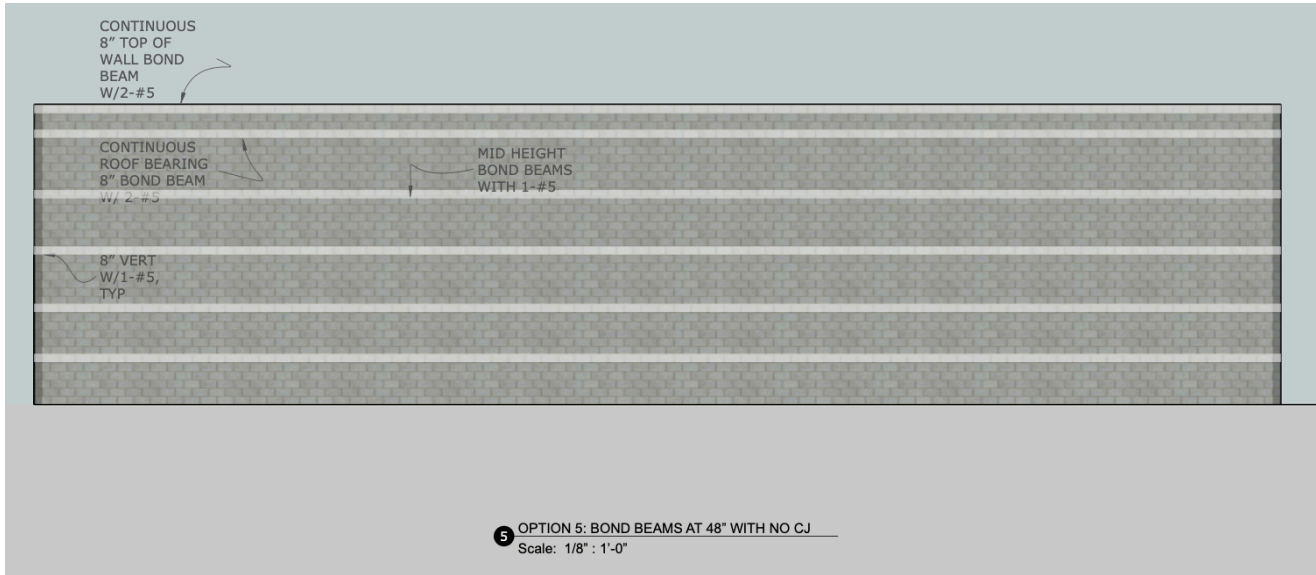 CONTINUOUS
8" TOP OF
WALL BOND
BEAM
W/2-#5
CONTINUOUS
ROOF BEARING
8" BOND BEAM
W/ 2-#5
MID HEIGHT
BOND BEAMS
WITH 1-#5
8" VERT
W/1-#5,
TYP
5 OPTION 5: BOND BEAMS AT 48" WITH NO CJ
Scale: 1/8" : 1'-0"